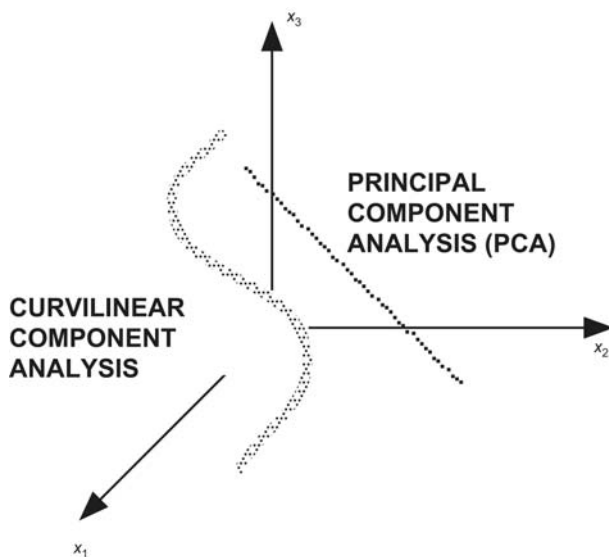 x3
PRINCIPAL
COMPONENT
ANALYSIS (PCA)
CURVILINEAR
COMPONENT
ANALYSIS
x2
x1